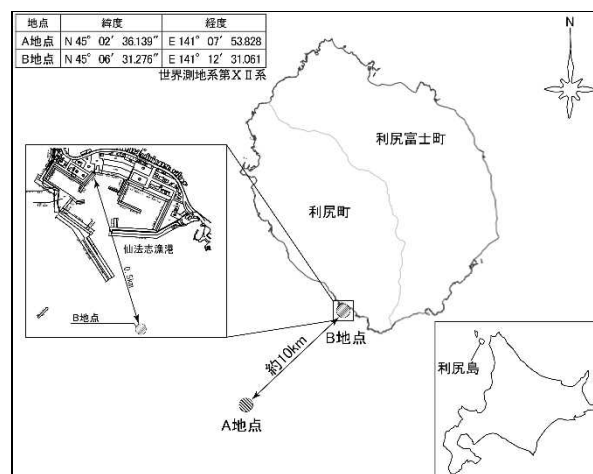 地点 緯度 経度
A地点 N 45° 02′ 36.139″ E 141° 07′ 53.828
B地点 N 45° 06′ 31.276″ E 141° 12′ 31.061
世界測地系第ⅩⅡ系
N
利尻富士町
利尻町
仙法志漁港
0.5km
B地点
B地点
約10km
A地点
利尻島